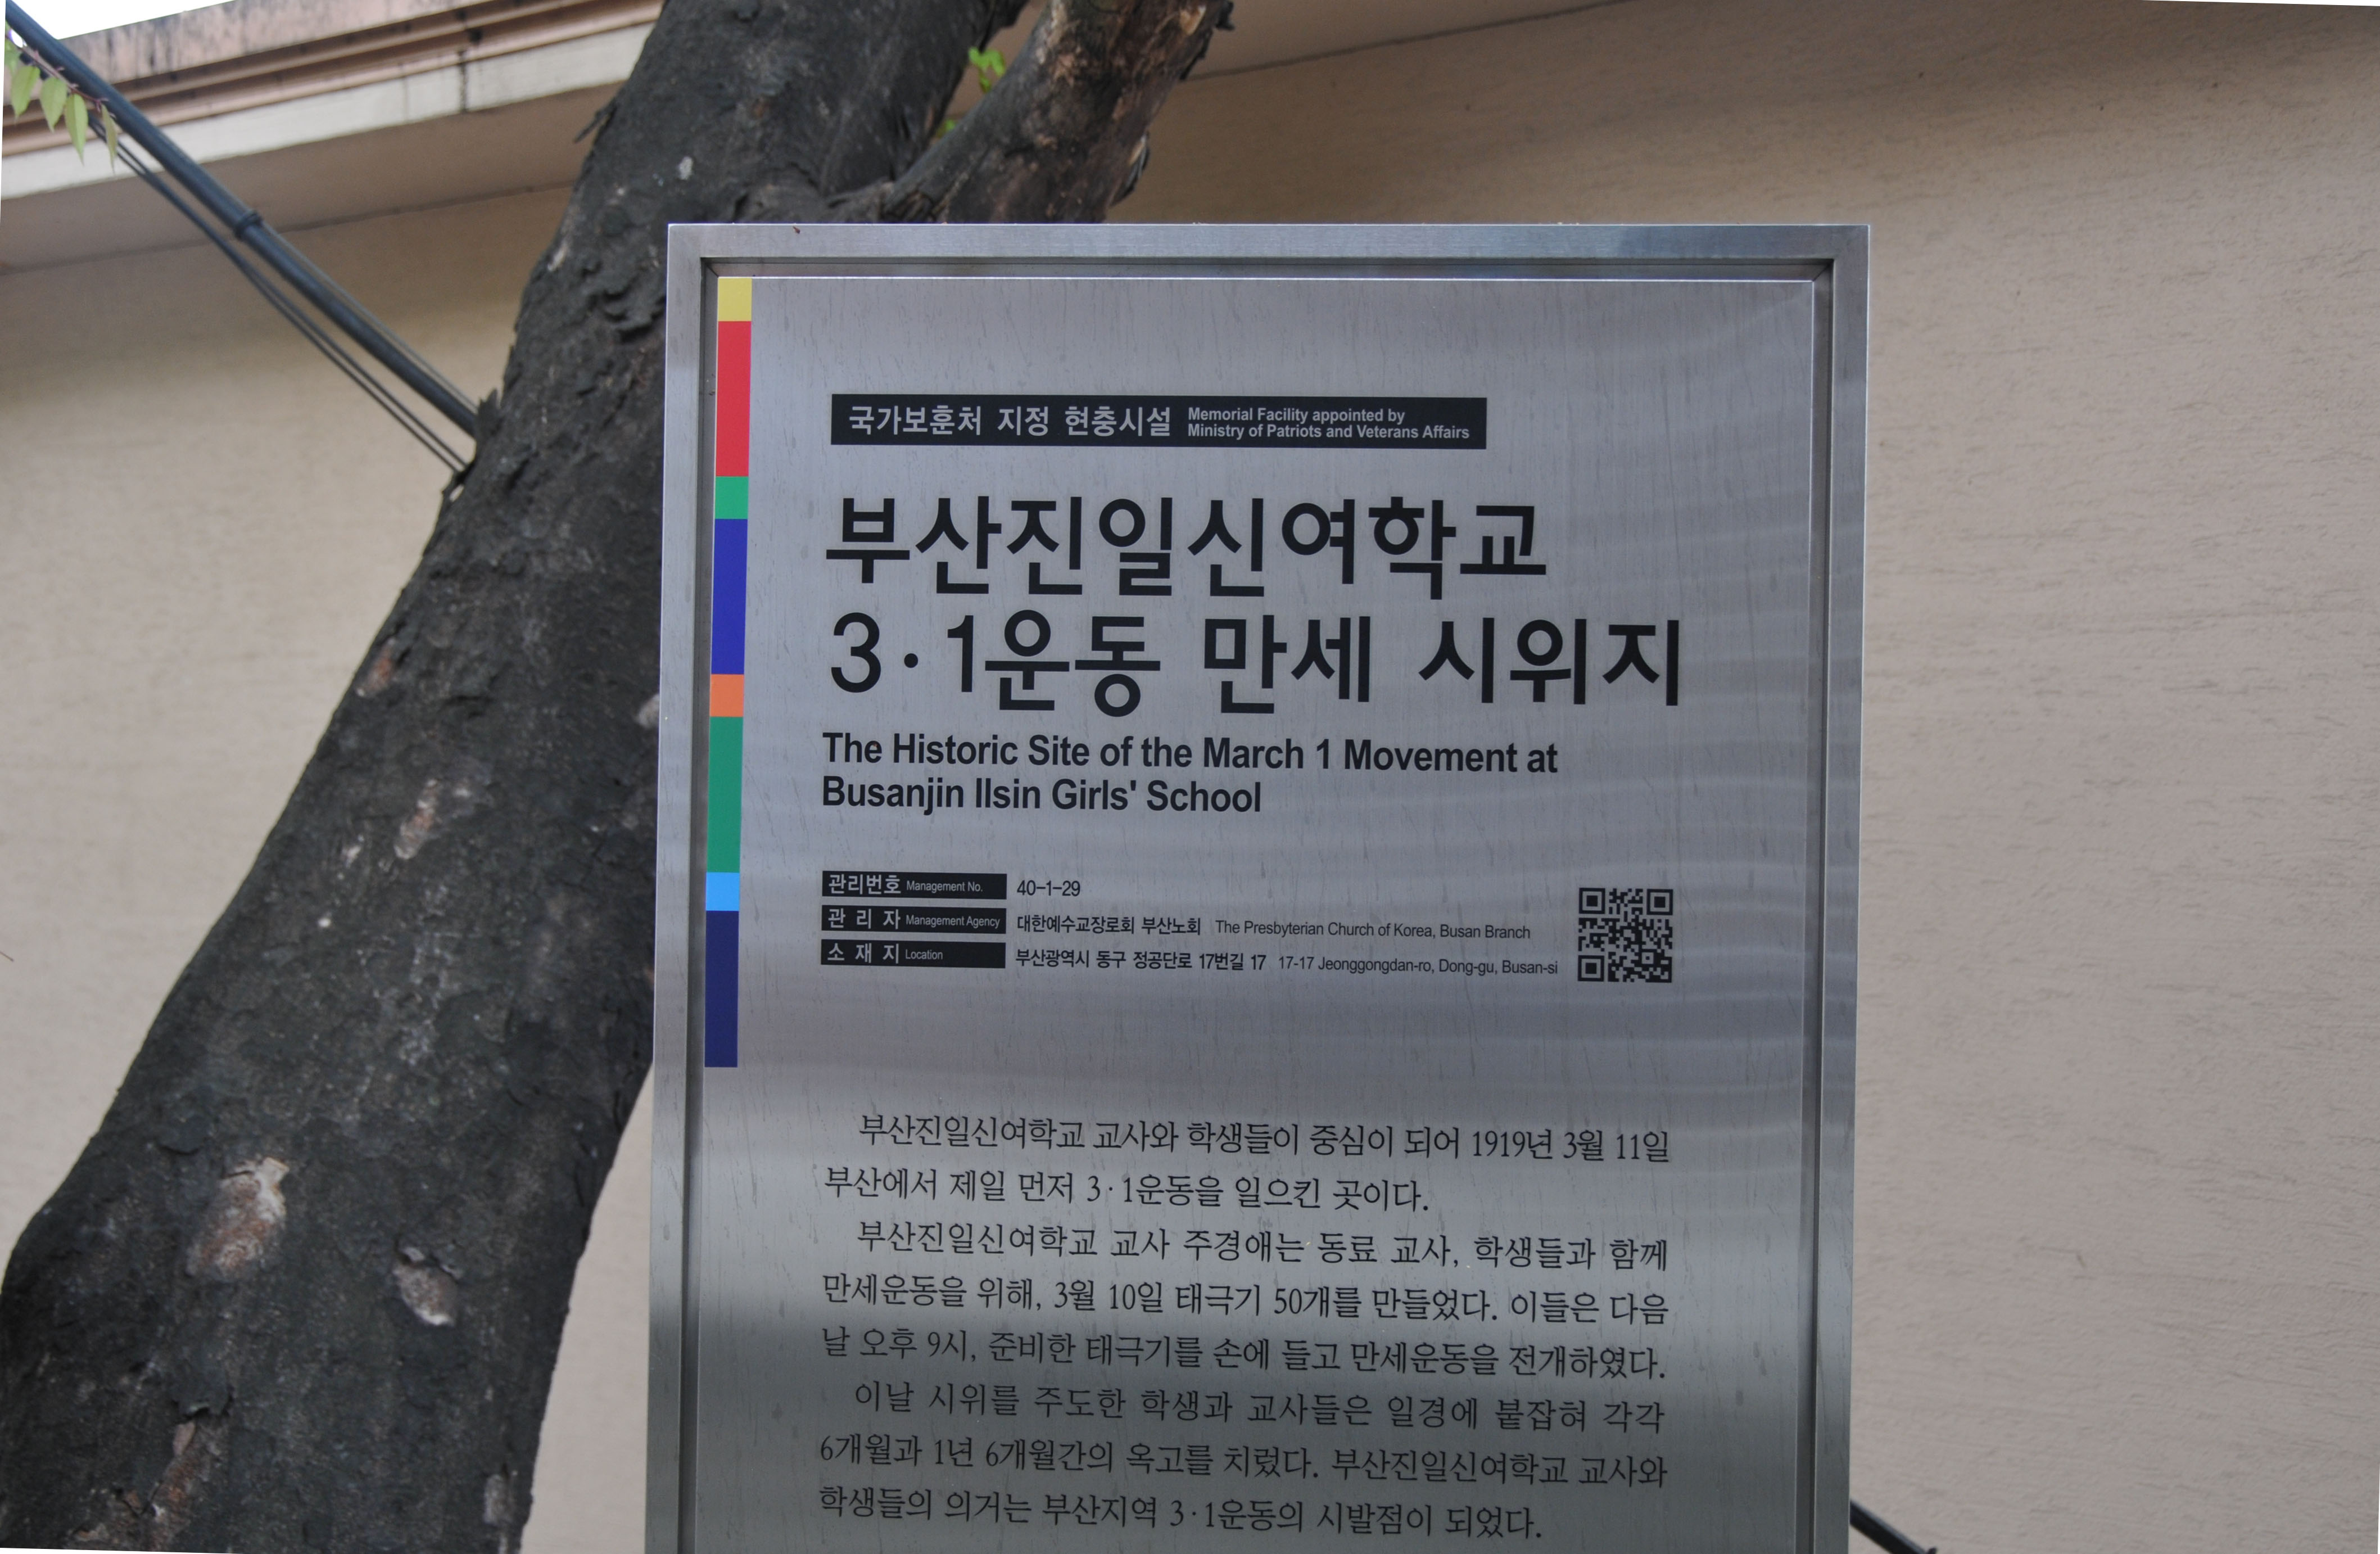 국가보훈처 지정 현충시설 Memorial Facility appointed by
Ministry of Patriots and Veterans Affairs
부산진일신여학교
3·1운동 만세 시위지
The Historic Site of the March 1 Movement at
Busanjin Ilsin Girls' School
관리번호 Management No. 40-1-29
관 리 자 Management Agency 대한예수교장로회 부산노회 The Presbyterian Church of Korea, Busan Branch
소 재 지 Location 부산광역시 동구 정공단로 17번길 17 17-17 Jeonggongdan-ro, Dong-gu, Busan-si
부산진일신여학교 교사와 학생들이 중심이 되어 1919년 3월 11일
부산에서 제일 먼저 3·1운동을 일으킨 곳이다.
부산진일신여학교 교사 주경애는 동료 교사, 학생들과 함께
만세운동을 위해, 3월 10일 태극기 50개를 만들었다. 이들은 다음
날 오후 9시, 준비한 태극기를 손에 들고 만세운동을 전개하였다.
이날 시위를 주도한 학생과 교사들은 일경에 붙잡혀 각각
6개월과 1년 6개월간의 옥고를 치렀다. 부산진일신여학교 교사와
학생들의 의거는 부산지역 3·1운동의 시발점이 되었다.